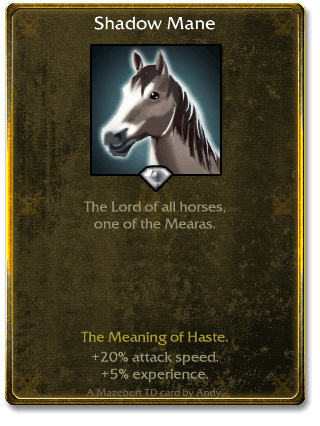 Shadow Mane
The Lord of all horses,
one of the Mearas.
The Meaning of Haste.
+20% attack speed.
+5% experience.
A Mazebert TD card by Andy.